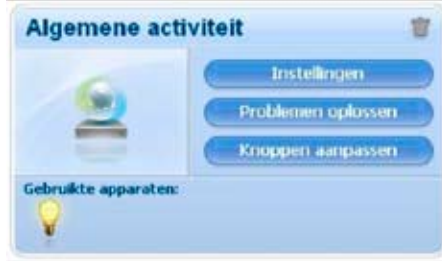 Algemene activiteit
Instellingen
Problemen oplossen
Knoppen aanpassen
Gebruikte apparaten: